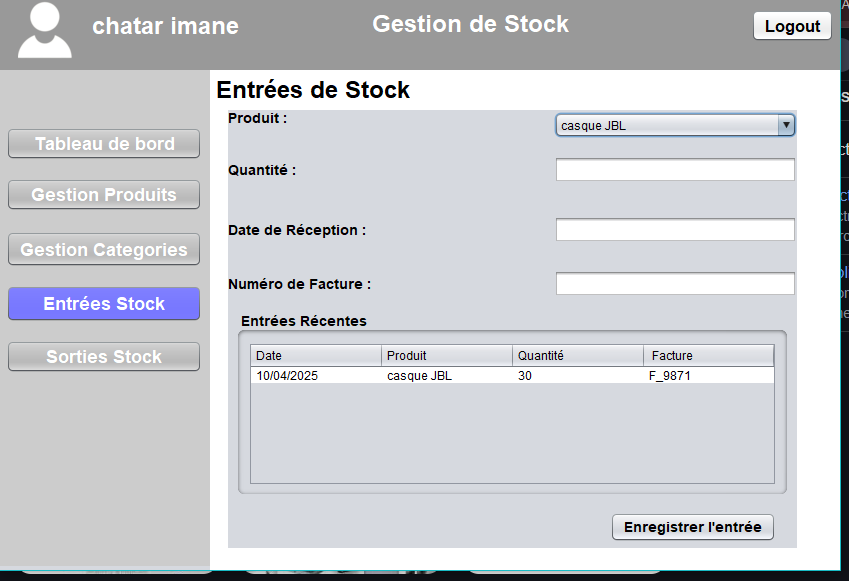 chatar imane
Gestion de Stock
Logout
Tableau de bord
Gestion Produits
Gestion Categories
Entrées Stock
Sorties Stock
Entrées de Stock
Produit :
casque JBL
Quantité :
Date de Réception :
Numéro de Facture :
Entrées Récentes
Date Produit Quantité Facture
10/04/2025 casque JBL 30 F_9871
Enregistrer l'entrée